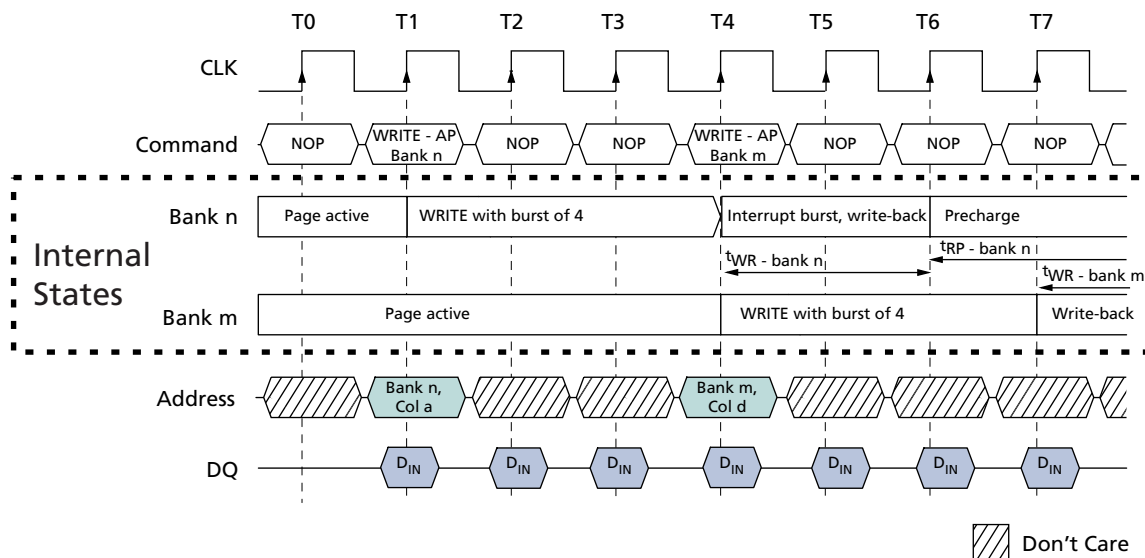 T0 T1 T2 T3 T4 T5 T6 T7
CLK
Command NOP WRITE - AP Bank n NOP NOP WRITE - AP Bank m NOP NOP NOP
Internal States
Bank n Page active WRITE with burst of 4 Interrupt burst, write-back Precharge
tWR - bank n tRP - bank n
tWR - bank m
Bank m Page active WRITE with burst of 4 Write-back
Address Bank n, Col a Bank m, Col d
DQ DIN DIN DIN DIN DIN DIN DIN
Don't Care